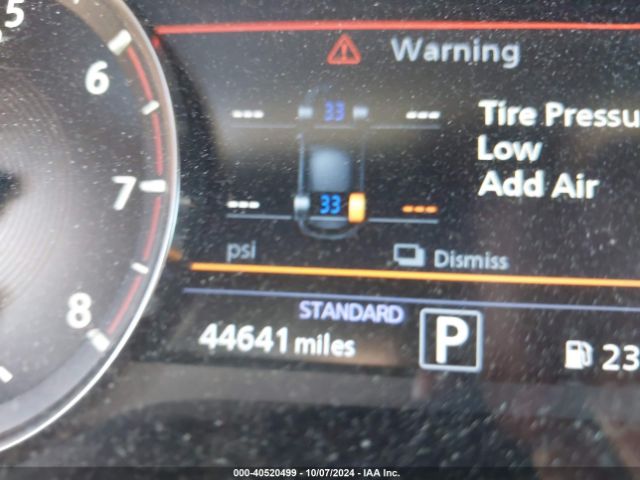 5
6
7
8
Warning
--- 33 ---
--- 33 ---
psi
Tire Pressu
Low
Add Air
Dismiss
STANDARD
44641 miles
P
23
000-40520499 - 10/07/2024 - IAA Inc.